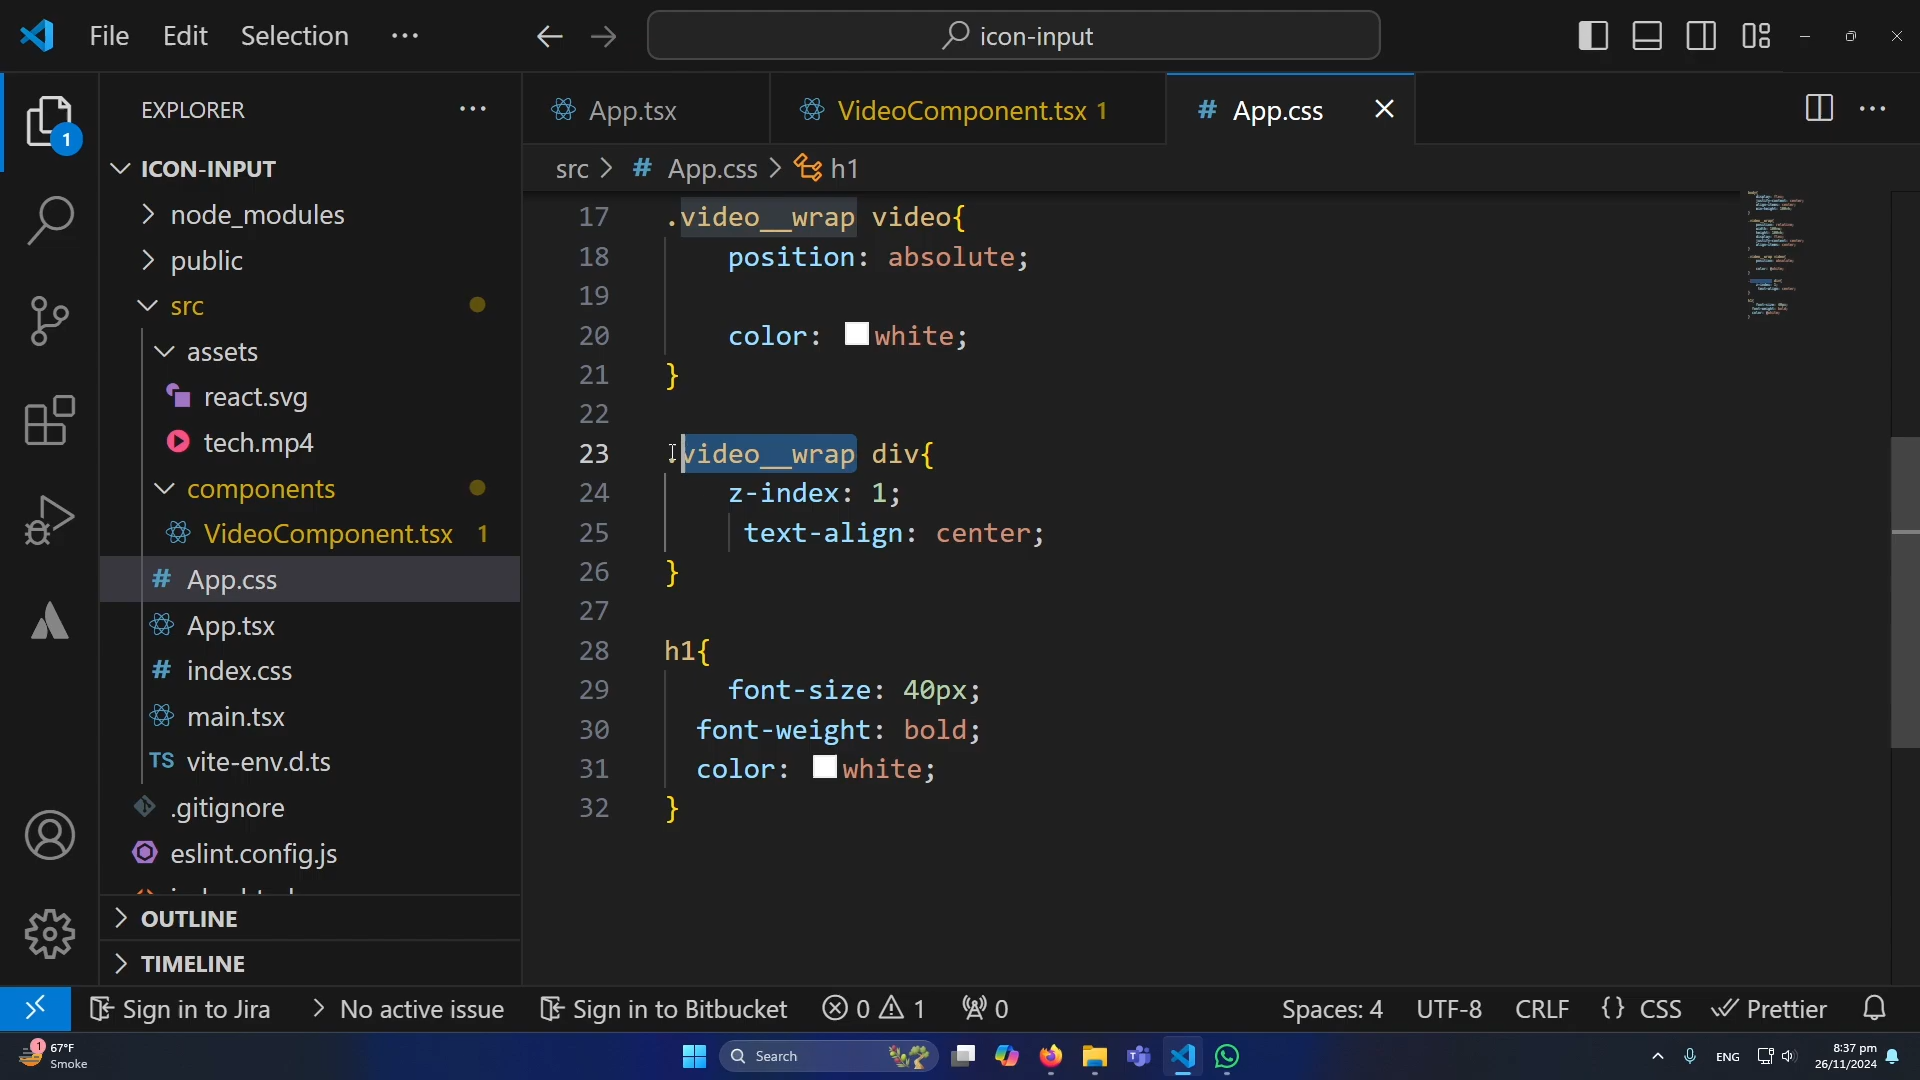 File Edit Selection ···
icon-input
EXPLORER ···
App.tsx
VideoComponent.tsx 1
# App.css
1
src > # App.css > h1
ICON-INPUT
node_modules
public
src
assets
react.svg
tech.mp4
components
VideoComponent.tsx 1
# App.css
App.tsx
# index.css
main.tsx
TS vite-env.d.ts
.gitignore
eslint.config.js
OUTLINE
TIMELINE
17 .video__wrap video{
18 position: absolute;
19
20 color: white;
21 }
22
23 .video__wrap div{
24 z-index: 1;
25 text-align: center;
26 }
27
28 h1{
29 font-size: 40px;
30 font-weight: bold;
31 color: white;
32 }
Sign in to Jira > No active issue Sign in to Bitbucket 0 1 0 Spaces: 4 UTF-8 CRLF {} CSS Prettier
1 67°F
Smoke
Search
ENG
8:37 pm
26/11/2024